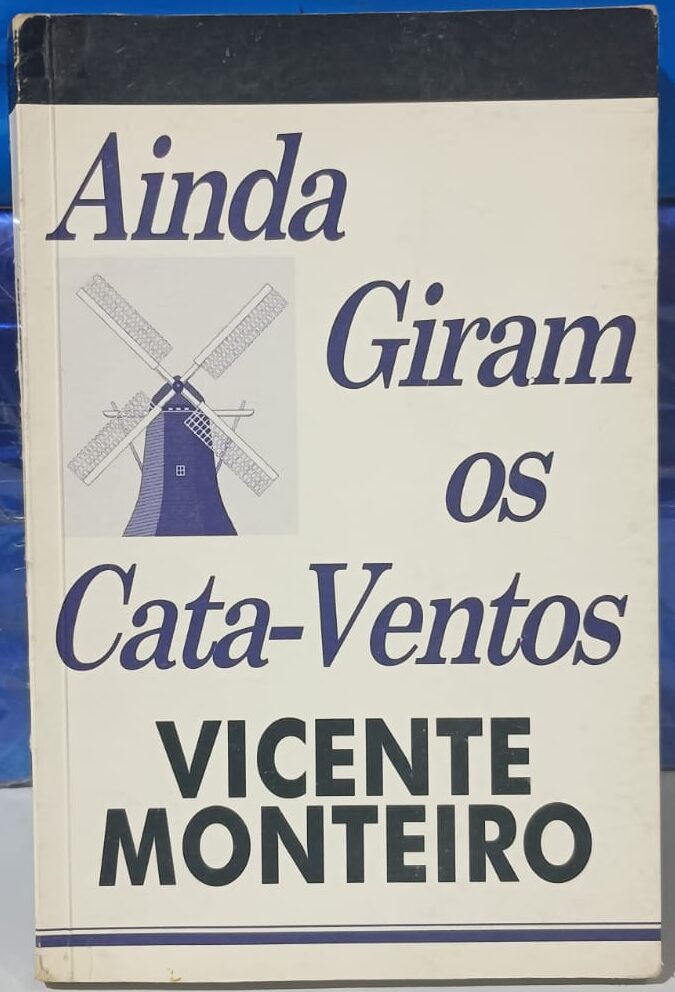 Ainda
Giram
os
Cata-Ventos
VICENTE
MONTEIRO